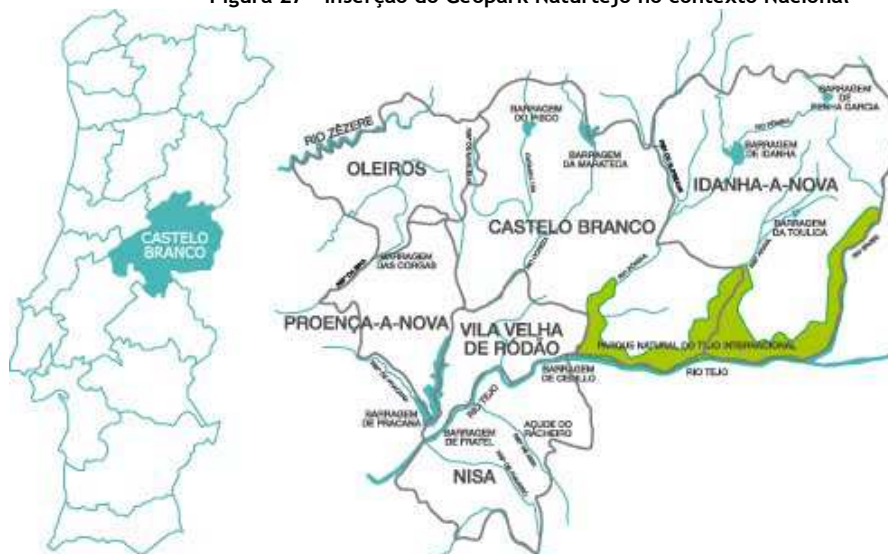 Figura 27 - Inserção do Geopark Naturtejo no contexto Nacional
CASTELO
BRANCO
RIO ZÊZERE
OLEIROS
BARRAGEM
DO PISCO
BARRAGEM
DA MARATECA
BARRAGEM
DE
PENHA GARCIA
BARRAGEM
DE IDANHA
IDANHA-A-NOVA
CASTELO BRANCO
BARRAGEM
DA TOULICA
BARRAGEM
DAS CORGAS
PROENÇA-A-NOVA
VILA VELHA
DE RÓDÃO
PARQUE NATURAL DO TEJO INTERNACIONAL
BARRAGEM
DE CEDILLO
RIO TEJO
RIO TEJO
BARRAGEM
DE PRACANA
BARRAGEM
DE FRATEL
AÇUDE DO
RACHEIRO
NISA